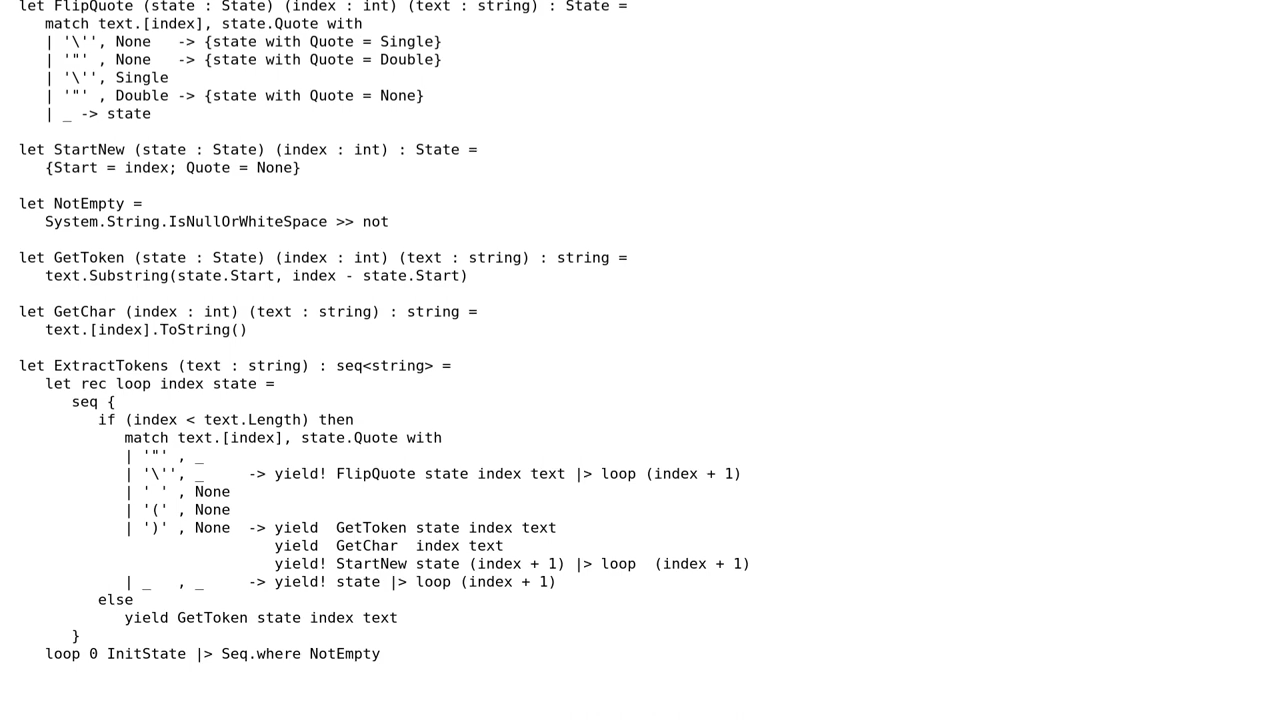 let FlipQuote (state : State) (index : int) (text : string) : State =
   match text.[index], state.Quote with
   | '\'', None   -> {state with Quote = Single}
   | '"' , None   -> {state with Quote = Double}
   | '\'', Single
   | '"' , Double -> {state with Quote = None}
   | _ -> state

let StartNew (state : State) (index : int) : State =
   {Start = index; Quote = None}

let NotEmpty =
   System.String.IsNullOrWhiteSpace >> not

let GetToken (state : State) (index : int) (text : string) : string =
   text.Substring(state.Start, index - state.Start)

let GetChar (index : int) (text : string) : string =
   text.[index].ToString()

let ExtractTokens (text : string) : seq<string> =
   let rec loop index state =
      seq {
         if (index < text.Length) then
            match text.[index], state.Quote with
            | '"' , _
            | '\'', _     -> yield! FlipQuote state index text |> loop (index + 1)
            | ' ' , None
            | '(' , None
            | ')' , None  -> yield  GetToken state index text
                             yield  GetChar  index text
                             yield! StartNew state (index + 1) |> loop  (index + 1)
            | _   , _     -> yield! state |> loop (index + 1)
         else
            yield GetToken state index text
      }
   loop 0 InitState |> Seq.where NotEmpty